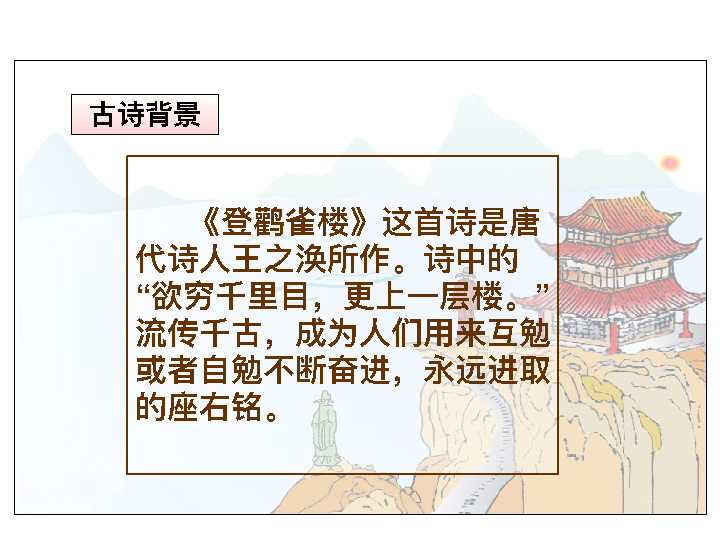 古诗背景
《登鹳雀楼》这首诗是唐
代诗人王之涣所作。诗中的
“欲穷千里目，更上一层楼。”
流传千古，成为人们用来互勉
或者自勉不断奋进，永远进取
的座右铭。